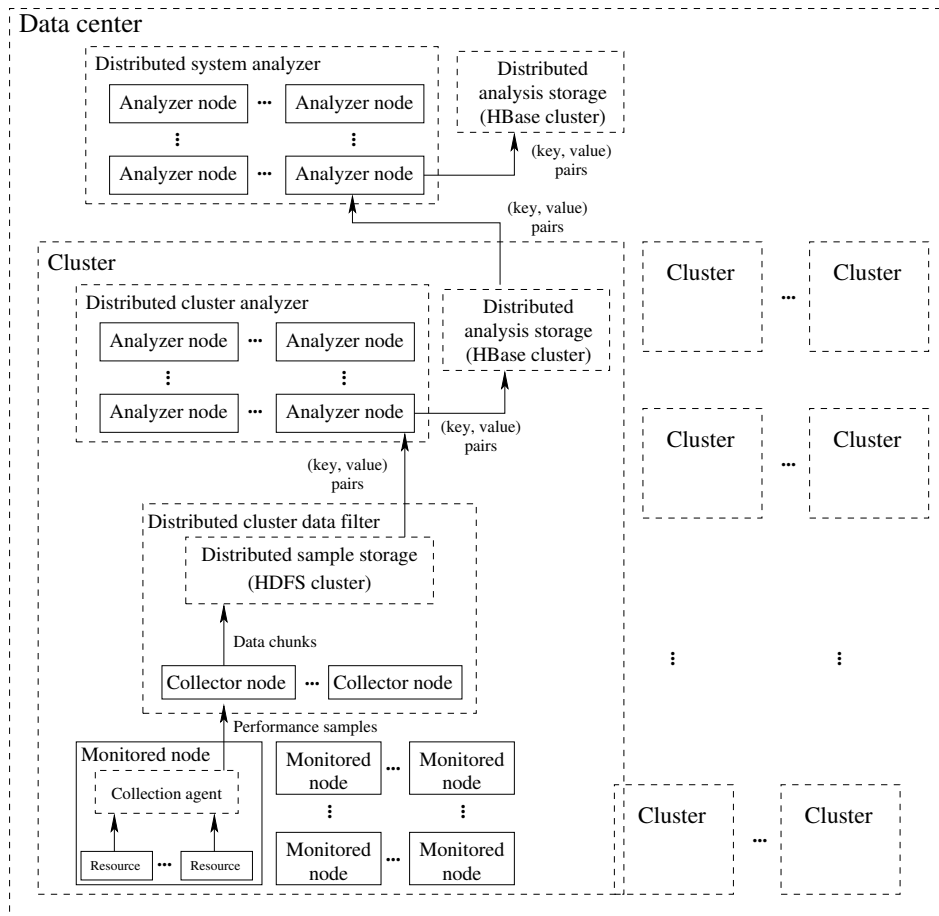 Data center
Distributed system analyzer
Analyzer node ... Analyzer node
Analyzer node ... Analyzer node
Distributed
analysis storage
(HBase cluster)
(key, value)
pairs
(key, value)
pairs
Cluster
Distributed cluster analyzer
Analyzer node ... Analyzer node
Analyzer node ... Analyzer node
Distributed
analysis storage
(HBase cluster)
(key, value)
pairs
(key, value)
pairs
Distributed cluster data filter
Distributed sample storage
(HDFS cluster)
Data chunks
Collector node ... Collector node
Performance samples
Monitored node
Collection agent
Resource ... Resource
Monitored
node
...
Monitored
node
Monitored
node
...
Monitored
node
Cluster ... Cluster
Cluster ... Cluster
Cluster ... Cluster